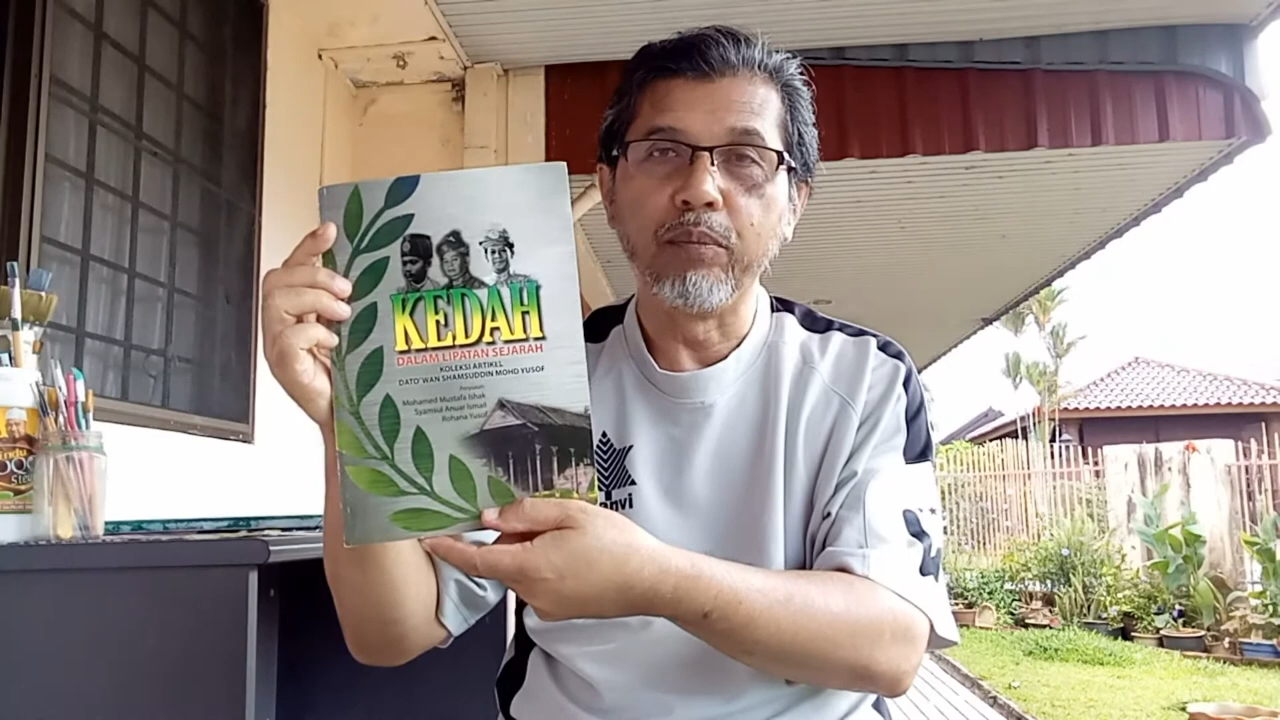 KEDAH
DALAM LIPATAN SEJARAH
KOLEKSI ARTIKEL
DATO' WAN SHAMSUDDIN MOHD YUSOF
Penyusun:
Mohamed Mustafa Ishak
Syamsul Anuar Ismail
Rohana Yusof